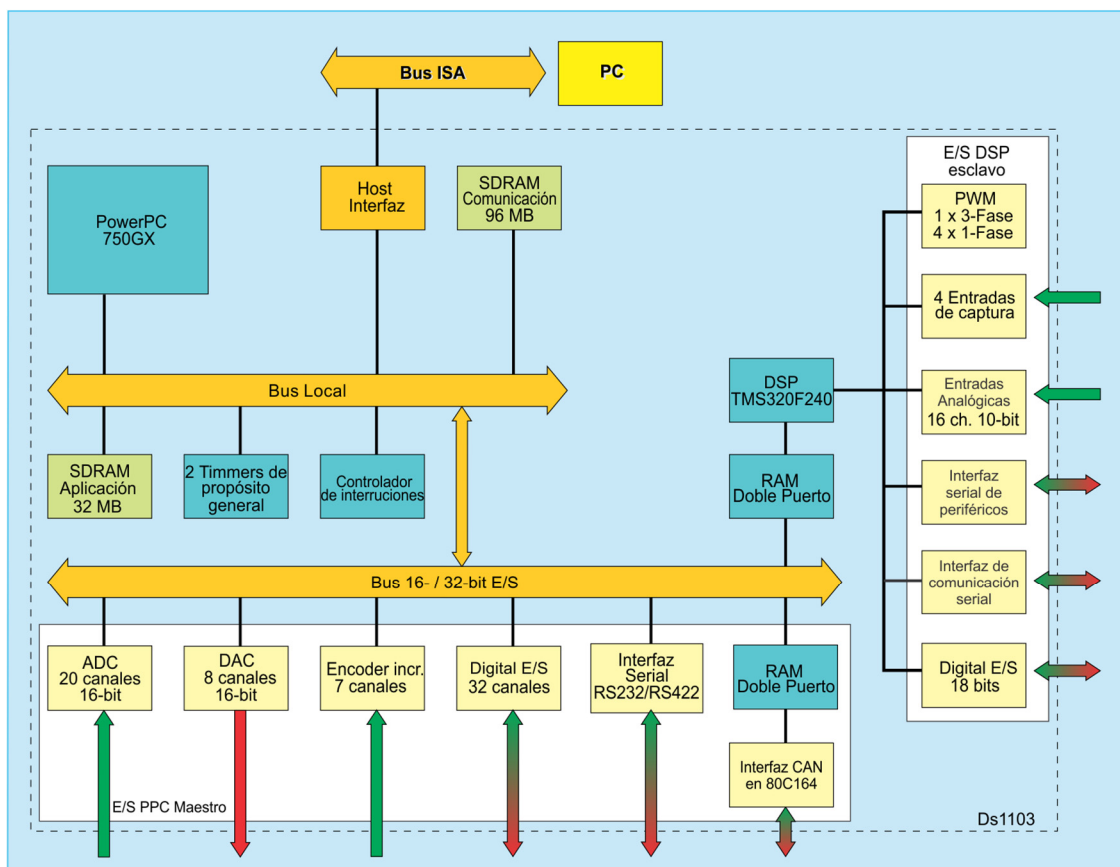 Bus ISA
PC
PowerPC
750GX
Host
Interfaz
SDRAM
Comunicación
96 MB
E/S DSP
esclavo
PWM
1 x 3-Fase
4 x 1-Fase
4 Entradas
de captura
Bus Local
DSP
TMS320F240
Entradas
Analógicas
16 ch. 10-bit
SDRAM
Aplicación
32 MB
2 Timmers de
propósito
general
Controlador
de interruciones
RAM
Doble Puerto
Interfaz
serial de
periféricos
Bus 16- / 32-bit E/S
Interfaz de
comunicación
serial
ADC
20 canales
16-bit
DAC
8 canales
16-bit
Encoder incr.
7 canales
Digital E/S
32 canales
Interfaz
Serial
RS232/RS422
RAM
Doble Puerto
Digital E/S
18 bits
Interfaz CAN
en 80C164
E/S PPC Maestro
Ds1103